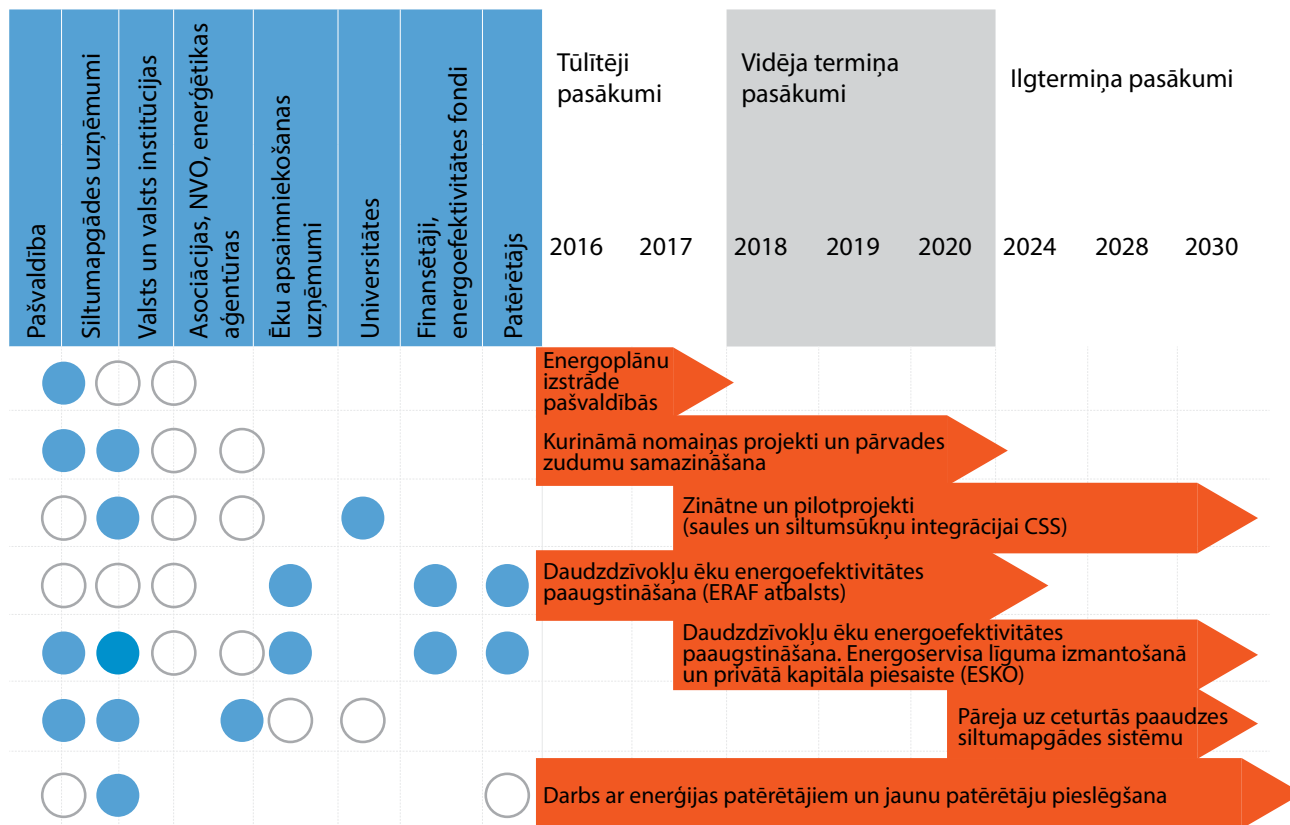 Pašvaldība
Siltumapgādes uzņēmumi
Valsts un valsts institūcijas
Asociācijas, NVO, enerģētikas
aģentūras
Ēku apsaimniekošanas
uzņēmumi
Universitātes
Finansētāji,
energoefektivitātes fondi
Patērētājs
Tūlītēji
pasākumi
Vidēja termiņa
pasākumi
Ilgtermiņa pasākumi
2016 2017 2018 2019 2020 2024 2028 2030
Energoplānu
izstrāde
pašvaldībās
Kurināmā nomaiņas projekti un pārvades
zudumu samazināšana
Zinātne un pilotprojekti
(saules un siltumsūkņu integrācijai CSS)
Daudzdzīvokļu ēku energoefektivitātes
paaugstināšana (ERAF atbalsts)
Daudzdzīvokļu ēku energoefektivitātes
paaugstināšana. Energoservisa līguma izmantošanā
un privātā kapitāla piesaiste (ESKO)
Pāreja uz ceturtās paaudzes
siltumapgādes sistēmu
Darbs ar enerģijas patērētājiem un jaunu patērētāju pieslēgšana